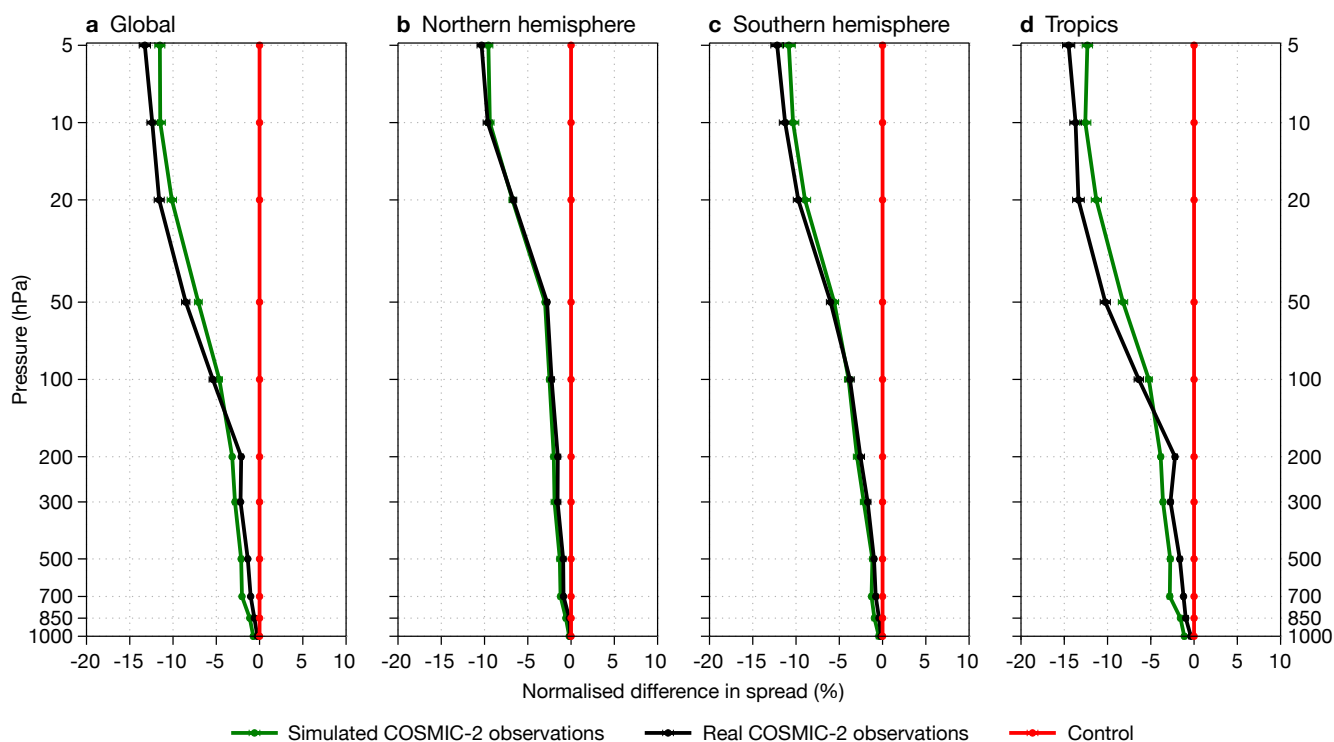 a Global
b Northern hemisphere
c Southern hemisphere
d Tropics
Pressure (hPa)
5
10
20
50
100
200
300
500
700
850
1000
5
10
20
50
100
200
300
500
700
850
1000
-20 -15 -10 -5 0 5 10
-20 -15 -10 -5 0 5 10
-20 -15 -10 -5 0 5 10
-20 -15 -10 -5 0 5 10
Normalised difference in spread (%)
Simulated COSMIC-2 observations Real COSMIC-2 observations Control